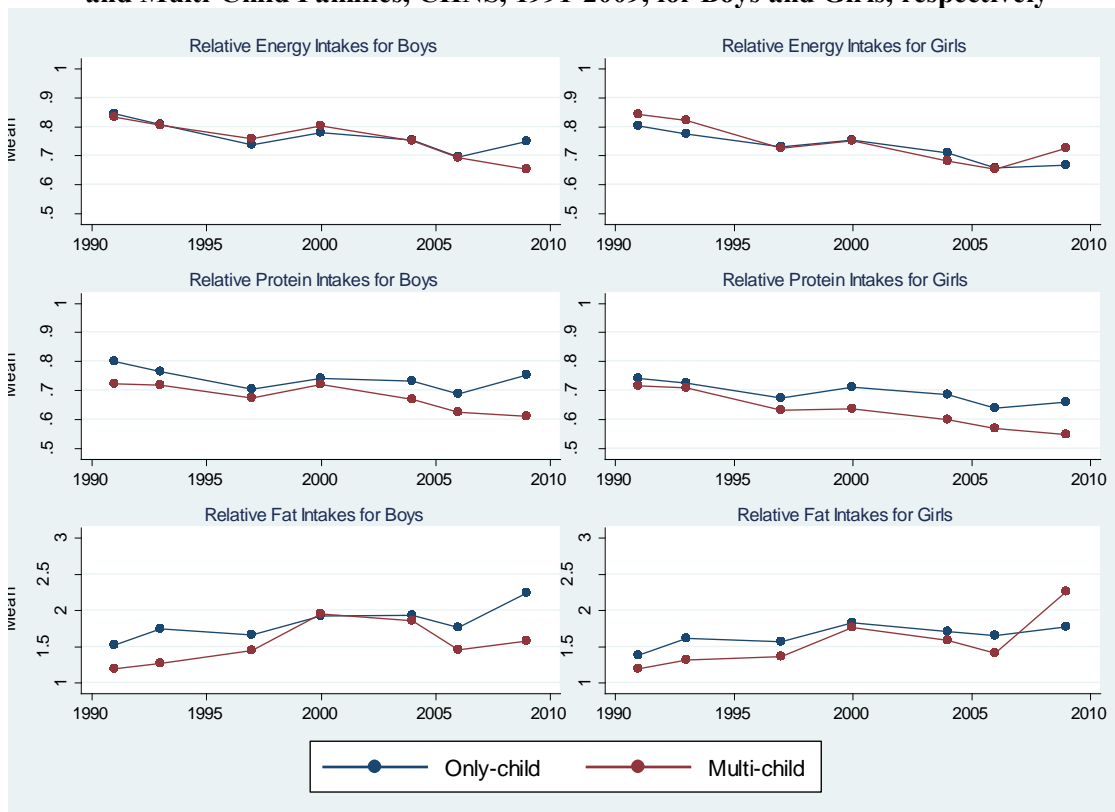 and Multi-Child Families, CHNS, 1991-2009, for Boys and Girls, respectively
Relative Energy Intakes for Boys
Mean
1
.9
.8
.7
.6
.5
1990 1995 2000 2005 2010
Relative Energy Intakes for Girls
1
.9
.8
.7
.6
.5
1990 1995 2000 2005 2010
Relative Protein Intakes for Boys
Mean
1
.9
.8
.7
.6
.5
1990 1995 2000 2005 2010
Relative Protein Intakes for Girls
1
.9
.8
.7
.6
.5
1990 1995 2000 2005 2010
Relative Fat Intakes for Boys
Mean
3
2.5
2
1.5
1
1990 1995 2000 2005 2010
Relative Fat Intakes for Girls
3
2.5
2
1.5
1
1990 1995 2000 2005 2010
Only-child Multi-child